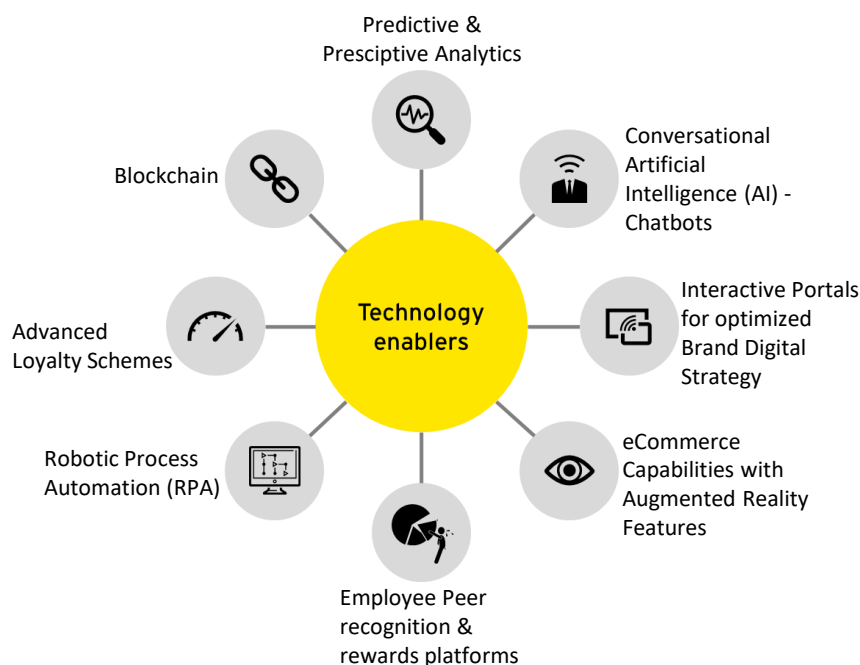 Predictive &
Presciptive Analytics
Conversational
Artificial
Intelligence (AI) -
Chatbots
Blockchain
Technology
enablers
Interactive Portals
for optimized
Brand Digital
Strategy
Advanced
Loyalty Schemes
eCommerce
Capabilities with
Augmented Reality
Features
Robotic Process
Automation (RPA)
Employee Peer
recognition &
rewards platforms